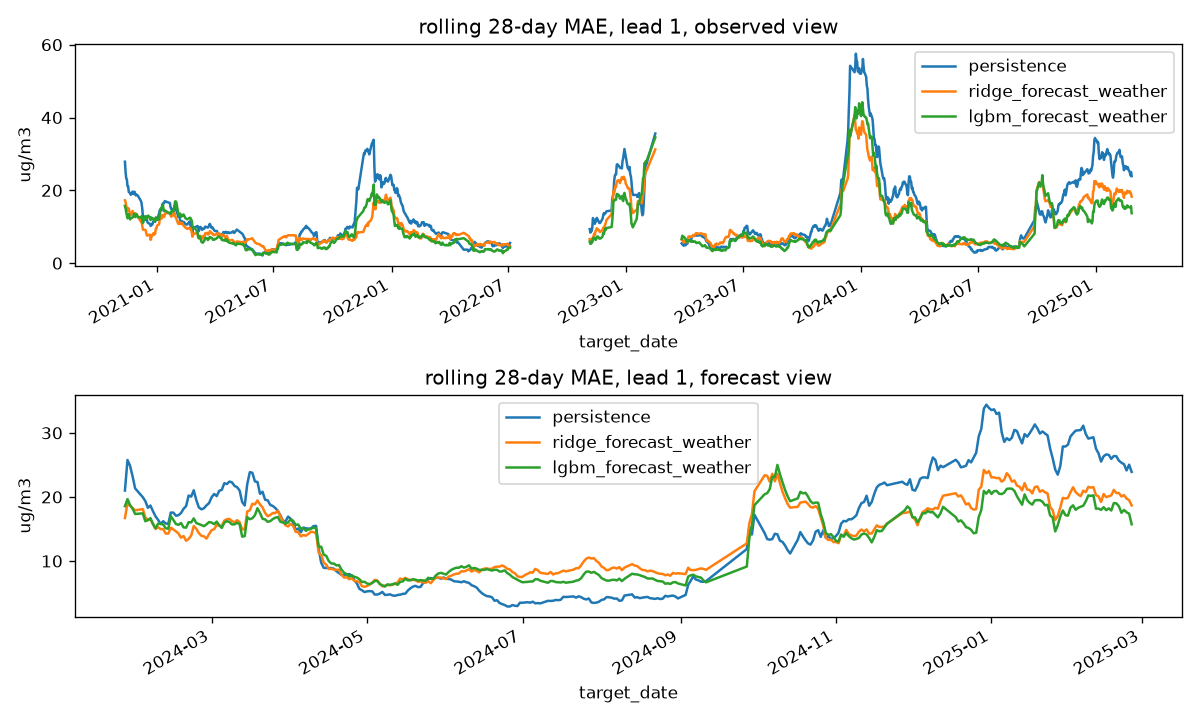 rolling 28-day MAE, lead 1, observed view
60
40
20
0
ug/m3
persistence
ridge_forecast_weather
lgbm_forecast_weather
2021-01
2021-07
2022-01
2022-07
2023-01
2023-07
2024-01
2024-07
2025-01
target_date
rolling 28-day MAE, lead 1, forecast view
30
20
10
ug/m3
persistence
ridge_forecast_weather
lgbm_forecast_weather
2024-03
2024-05
2024-07
2024-09
2024-11
2025-01
2025-03
target_date